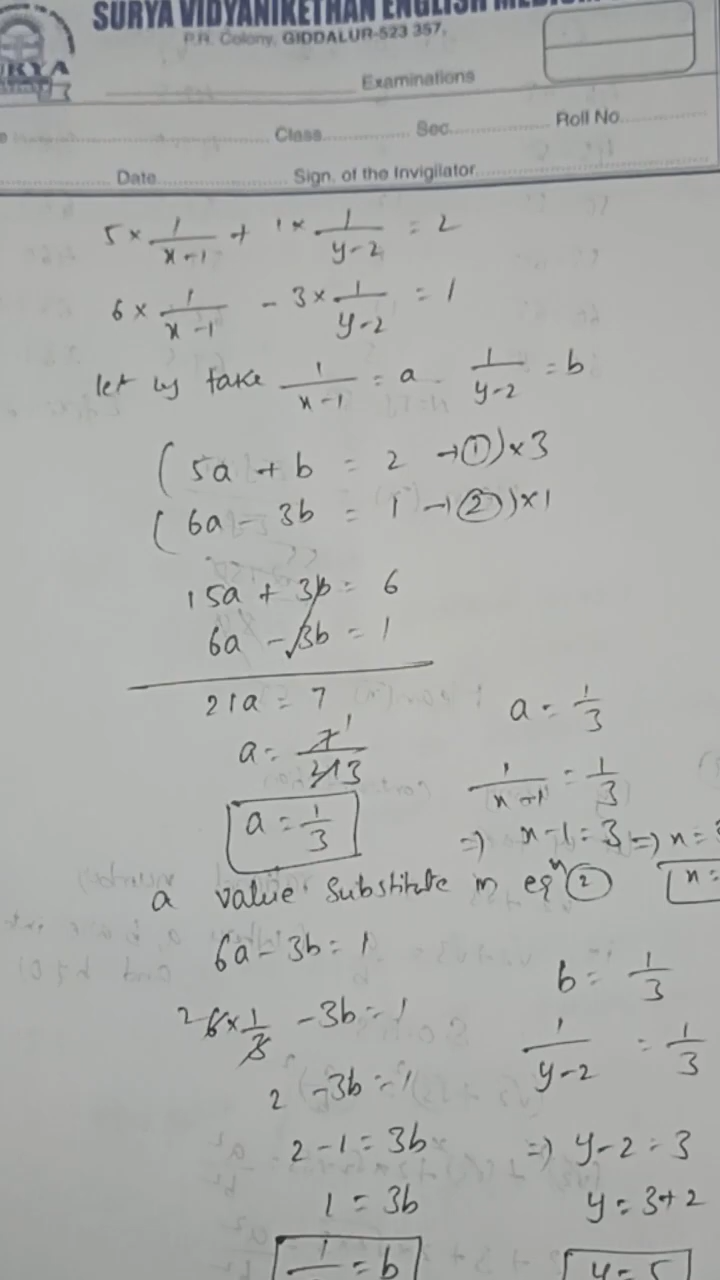 SURYA VIDYANIKETHAN ENGLISH
P.R. Colony, GIDDALUR-523 357,
Examinations
Class Sec Roll No
Date Sign. of the Invigilator
5 × 1/(x-1) + 1 × 1/(y-2) = 2
6 × 1/(x-1) - 3 × 1/(y-2) = 1
let us take 1/(x-1) = a 1/(y-2) = b
(5a + b = 2 → ①) × 3
(6a - 3b = 1 → ②) × 1
15a + 3b = 6
6a - 3b = 1
21a = 7
a = 7 1/21 3
a = 1/3
a = 1/3
1/(x-1) = 1/3
⇒ x-1 = 3 ⇒ x =
x =
a value substitute in eqn ②
6a - 3b = 1
2 6 × 1/3 - 3b = 1
2 - 3b = 1
2 - 1 = 3b
1 = 3b
1 = b
b = 1/3
1/(y-2) = 1/3
⇒ y-2 = 3
y = 3+2
y = 5